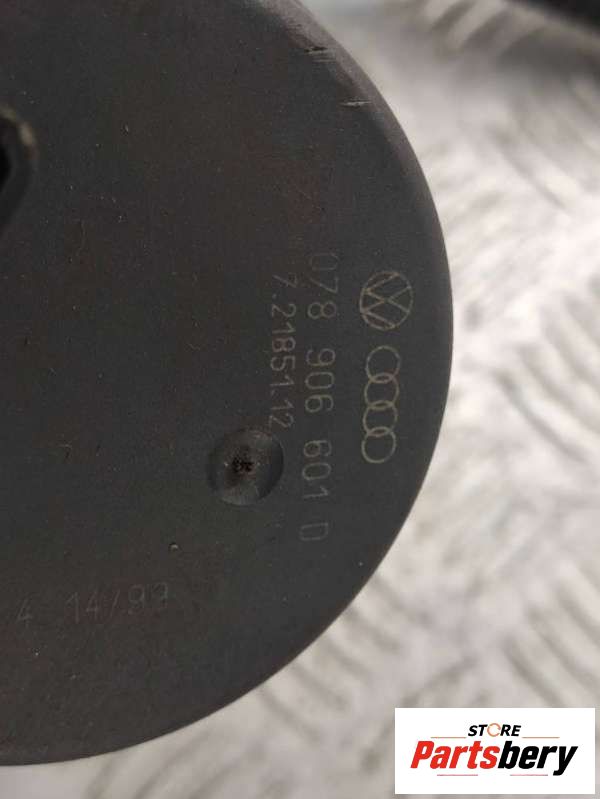 078 906 601 D
7.21851.12
4 14/99
STORE
Partsbery